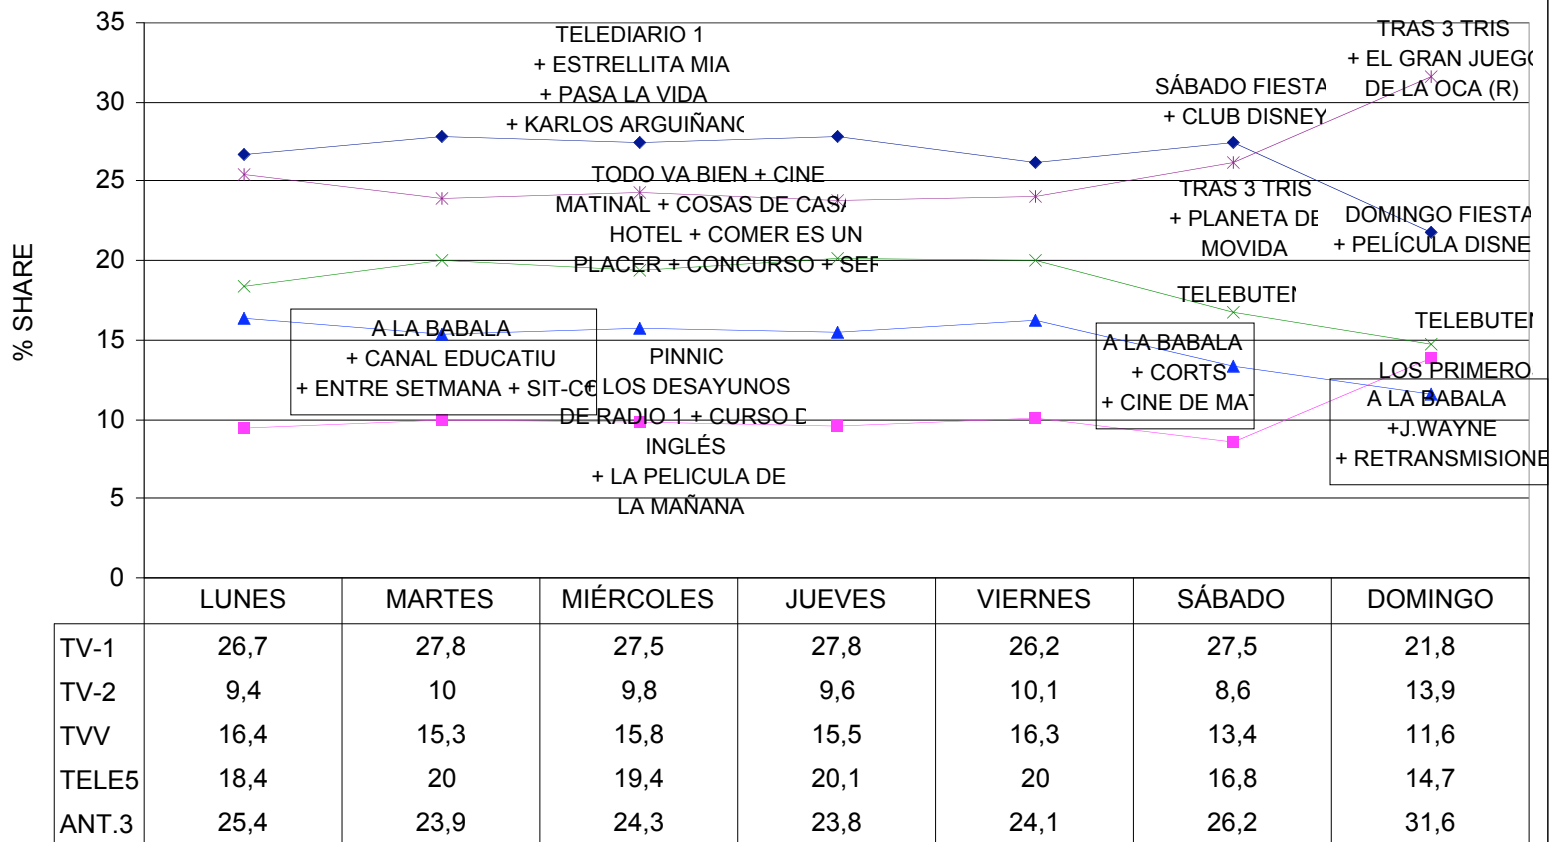 35
30
25
20
15
10
5
0
% SHARE
TELEDIARIO 1
+ ESTRELLITA MIA
+ PASA LA VIDA
+ KARLOS ARGUIÑANO
TRAS 3 TRIS
+ EL GRAN JUEGO
DE LA OCA (R)
SÁBADO FIESTA
+ CLUB DISNEY
TODO VA BIEN + CINE
MATINAL + COSAS DE CASA
HOTEL + COMER ES UN
PLACER + CONCURSO + SER
TRAS 3 TRIS
+ PLANETA DE
MOVIDA
DOMINGO FIESTA
+ PELÍCULA DISNE
TELEBUTEN
TELEBUTEN
A LA BABALA
+ CANAL EDUCATIU
+ ENTRE SETMANA + SIT-CO
PINNIC
+ LOS DESAYUNOS
DE RADIO 1 + CURSO D
INGLÉS
+ LA PELICULA DE
LA MAÑANA
A LA BABALA
+ CORTS
+ CINE DE MAT
LOS PRIMERO
A LA BABALA
+J.WAYNE
+ RETRANSMISIONE
LUNES MARTES MIÉRCOLES JUEVES VIERNES SÁBADO DOMINGO
TV-1 26,7 27,8 27,5 27,8 26,2 27,5 21,8
TV-2 9,4 10 9,8 9,6 10,1 8,6 13,9
TVV 16,4 15,3 15,8 15,5 16,3 13,4 11,6
TELE5 18,4 20 19,4 20,1 20 16,8 14,7
ANT.3 25,4 23,9 24,3 23,8 24,1 26,2 31,6